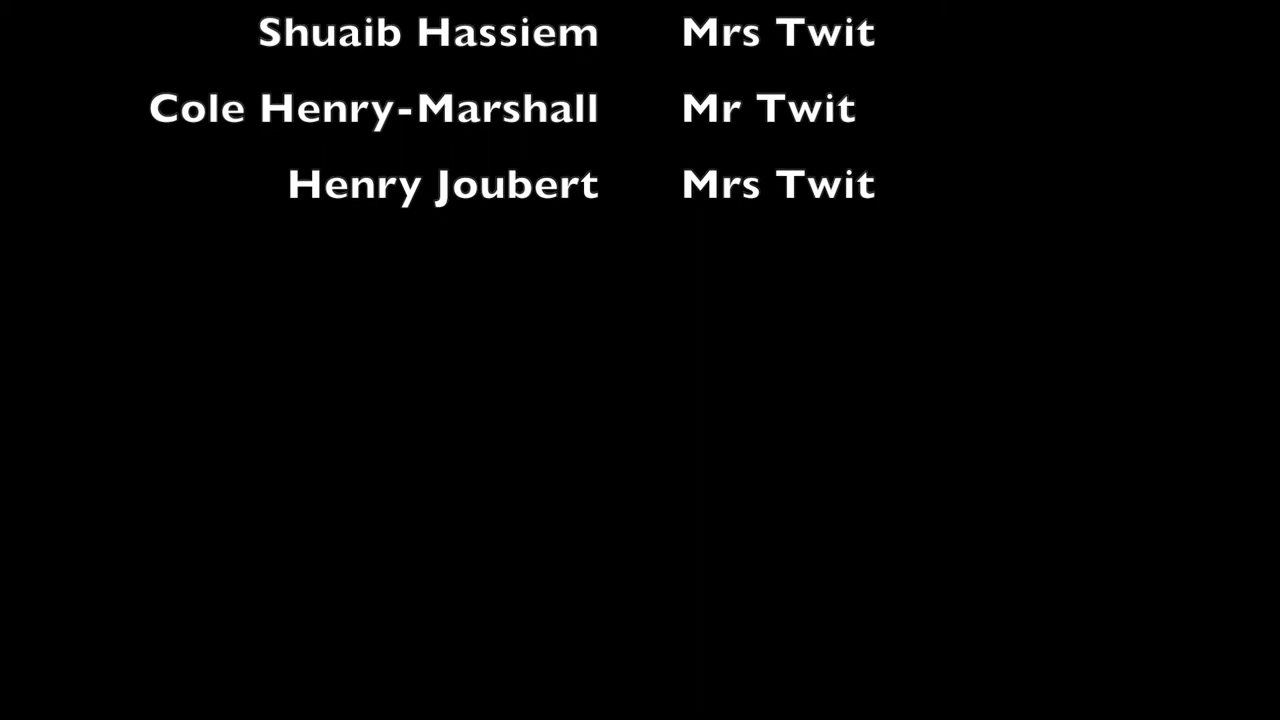 Shuaib Hassiem Mrs Twit
Cole Henry-Marshall Mr Twit
Henry Joubert Mrs Twit